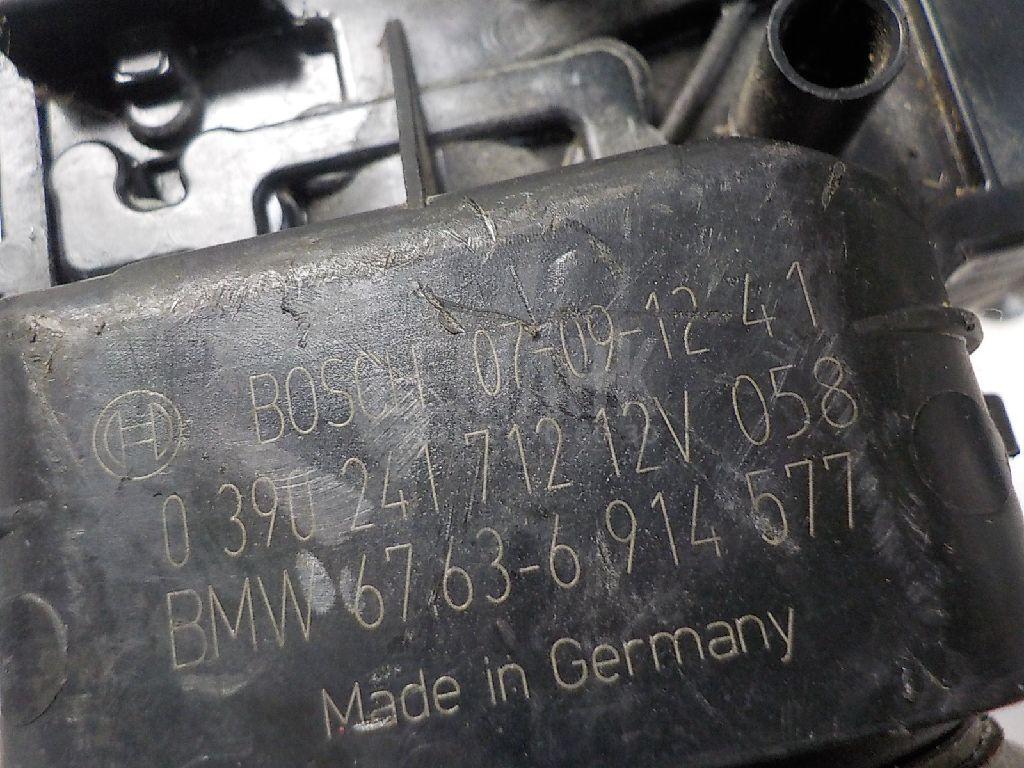 BOSCH 07-09-12 41
0 390 241 712 12V 058
BMW 67 63-6 914 577
Made in Germany